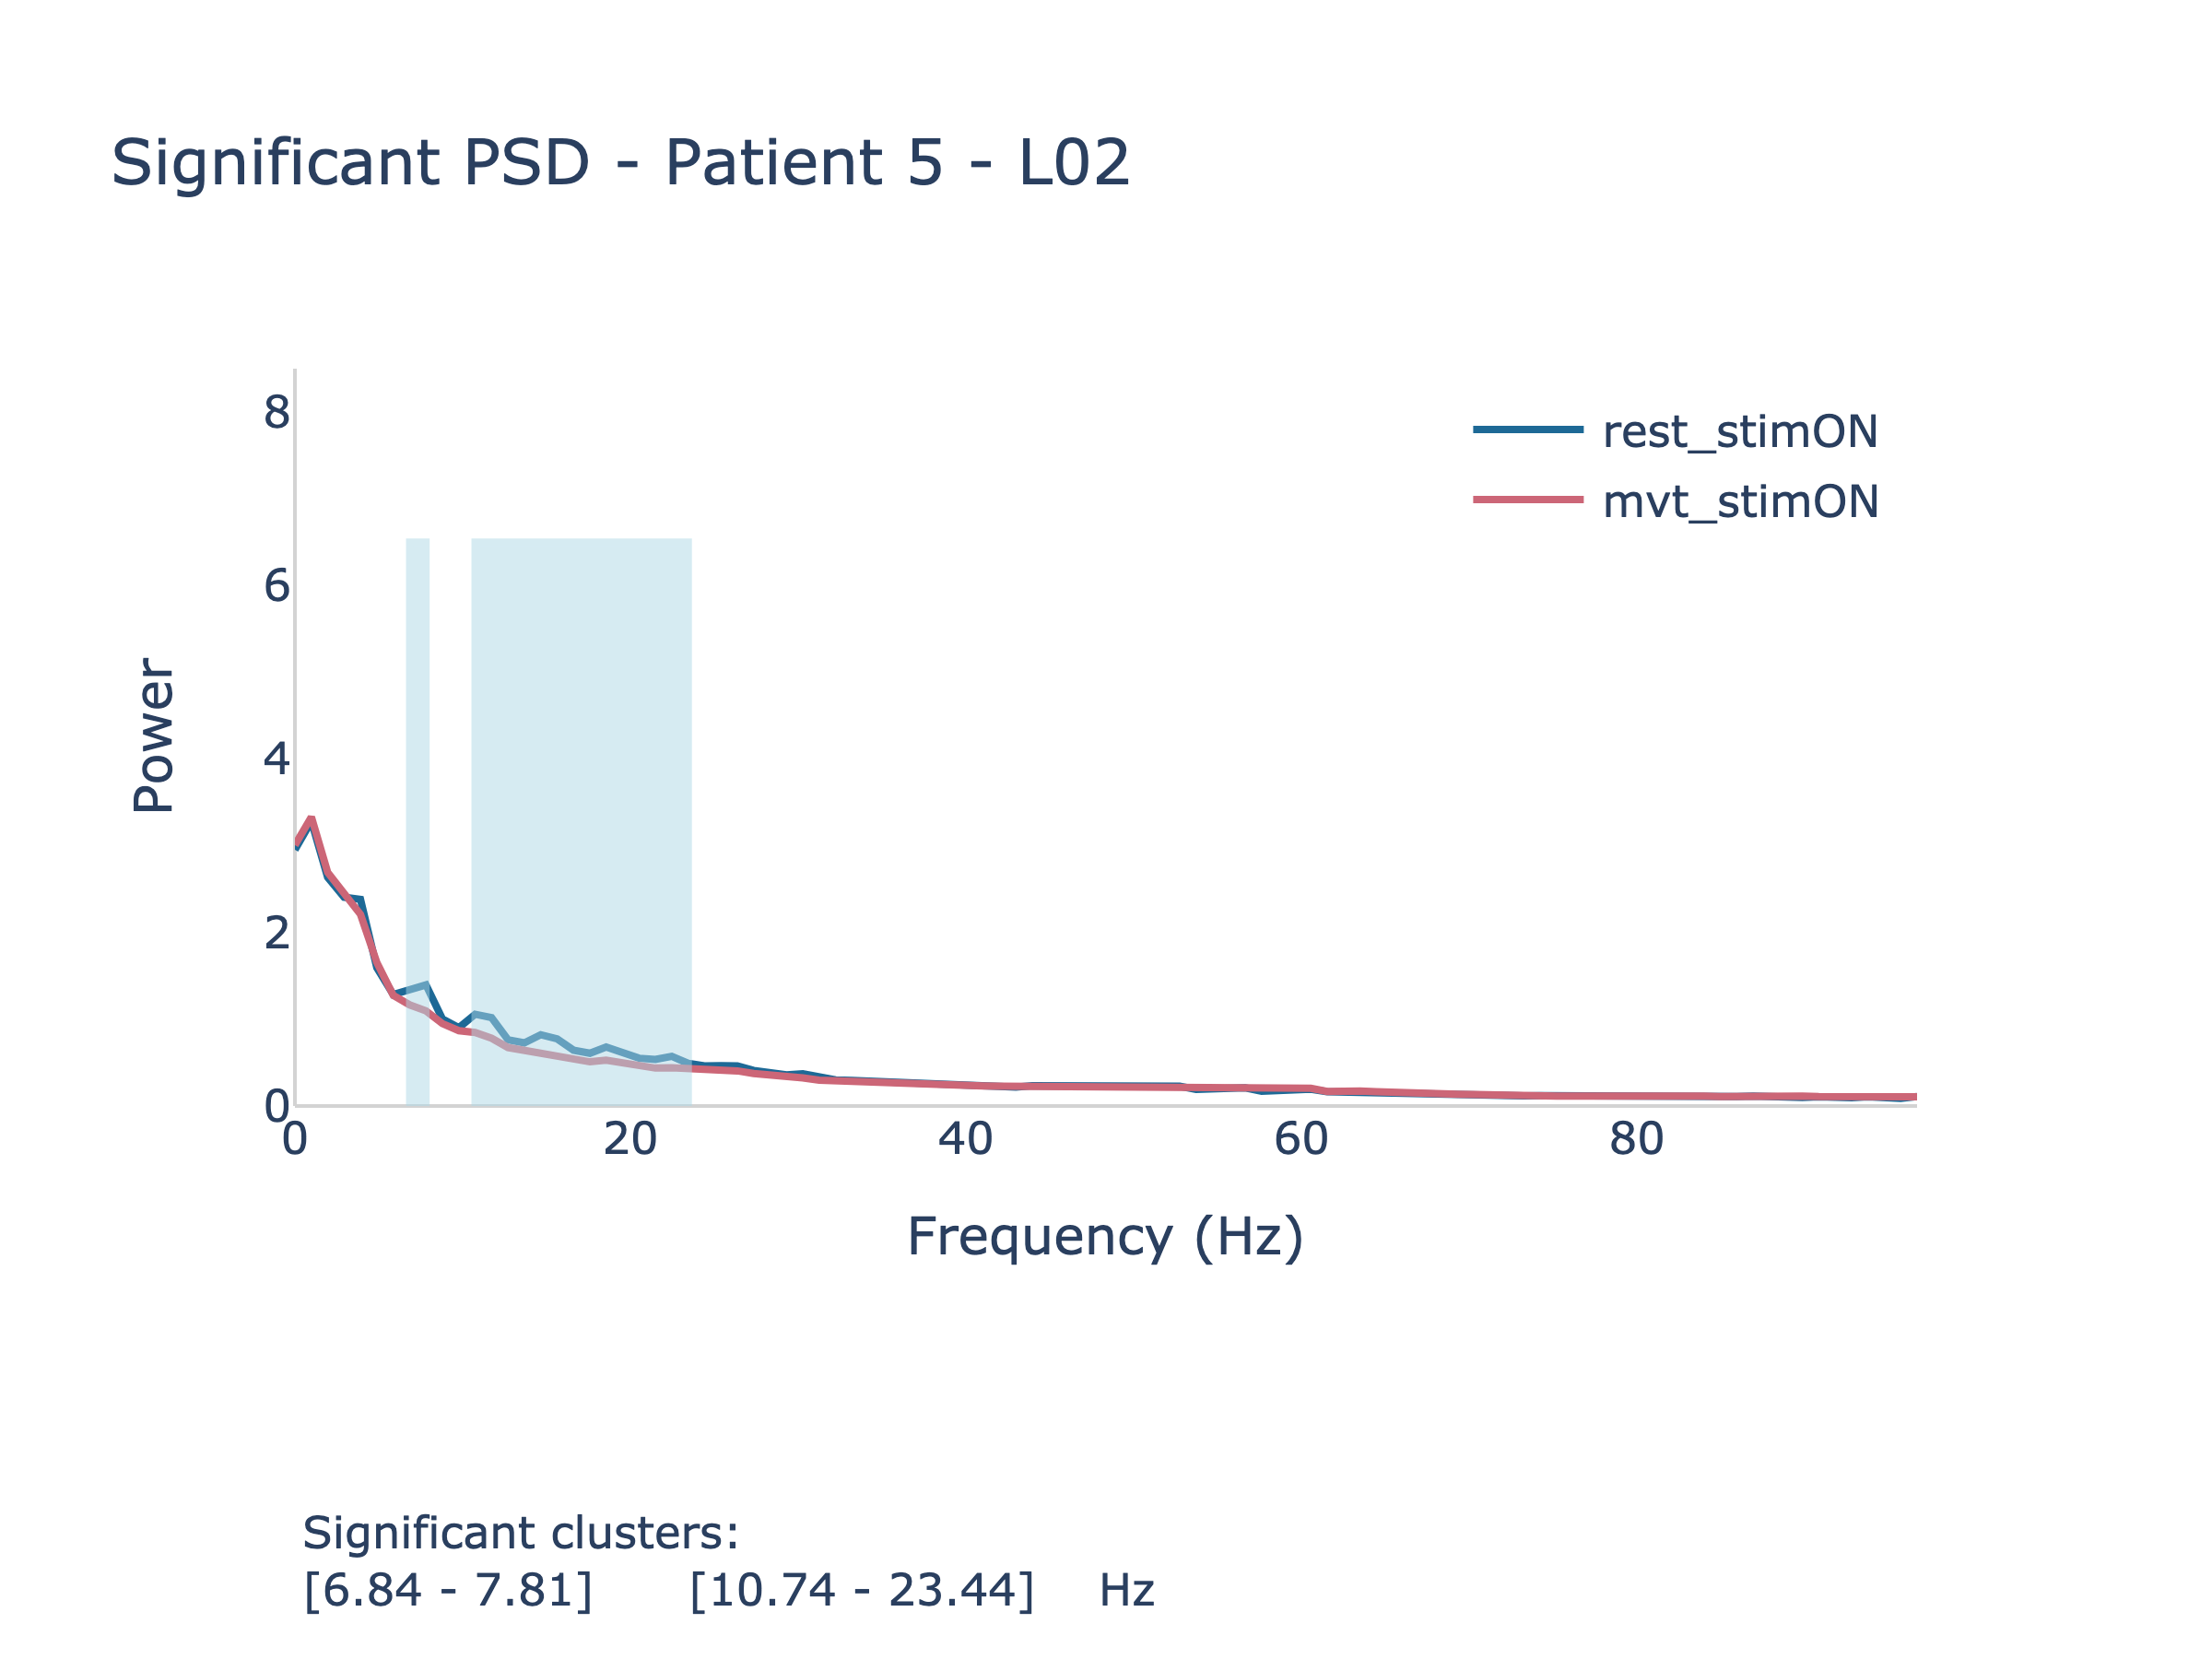 Significant PSD - Patient 5 - L02
8
6
4
2
0
Power
rest_stimON
mvt_stimON
0 20 40 60 80
Frequency (Hz)
Significant clusters:
[6.84 - 7.81] [10.74 - 23.44] Hz